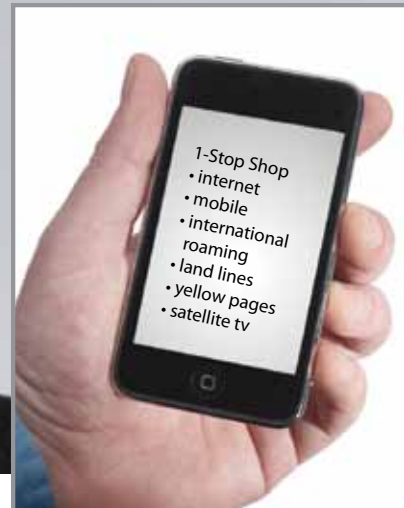 1-Stop Shop
• internet
• mobile
• international
roaming
• land lines
• yellow pages
• satellite tv